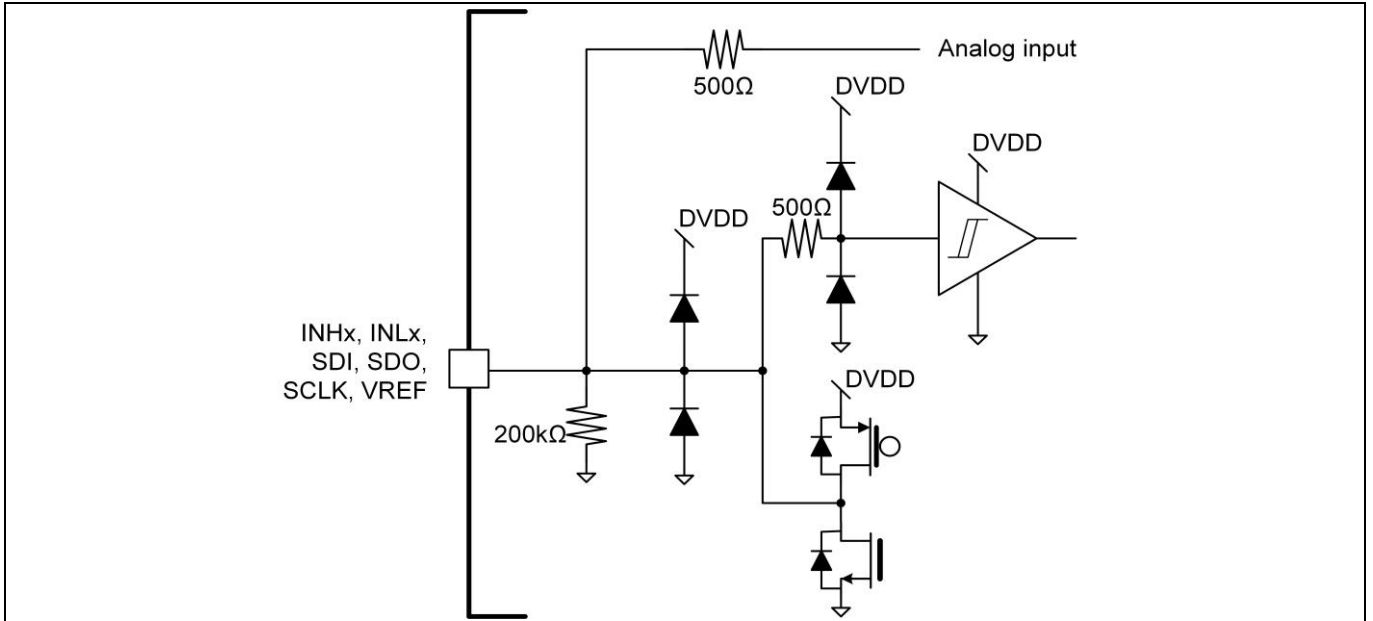 Analog input
500Ω
DVDD
DVDD
500Ω
DVDD
INHx, INLx,
SDI, SDO,
SCLK, VREF
DVDD
200kΩ